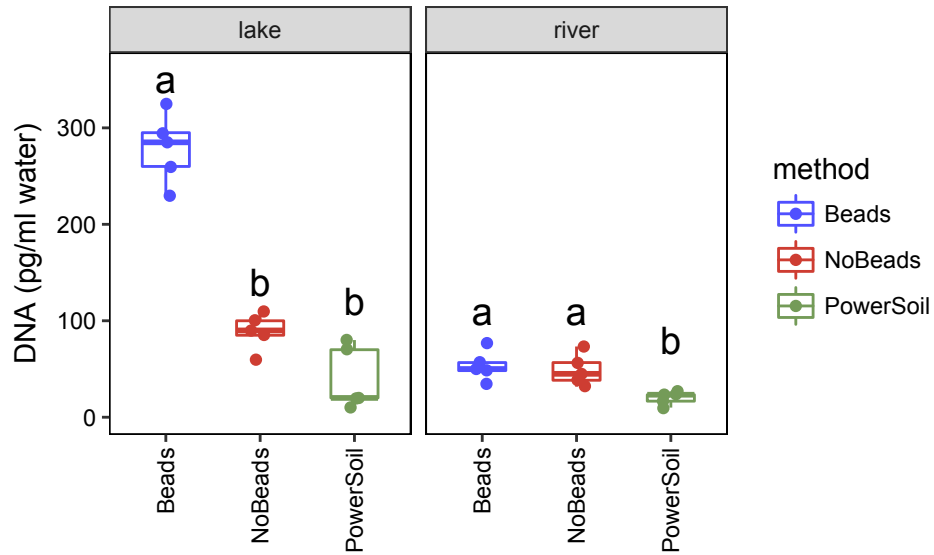 lake
river
DNA (pg/ml water)
300
200
100
0
a
b
b
a
a
b
Beads
NoBeads
PowerSoil
Beads
NoBeads
PowerSoil
method
Beads
NoBeads
PowerSoil